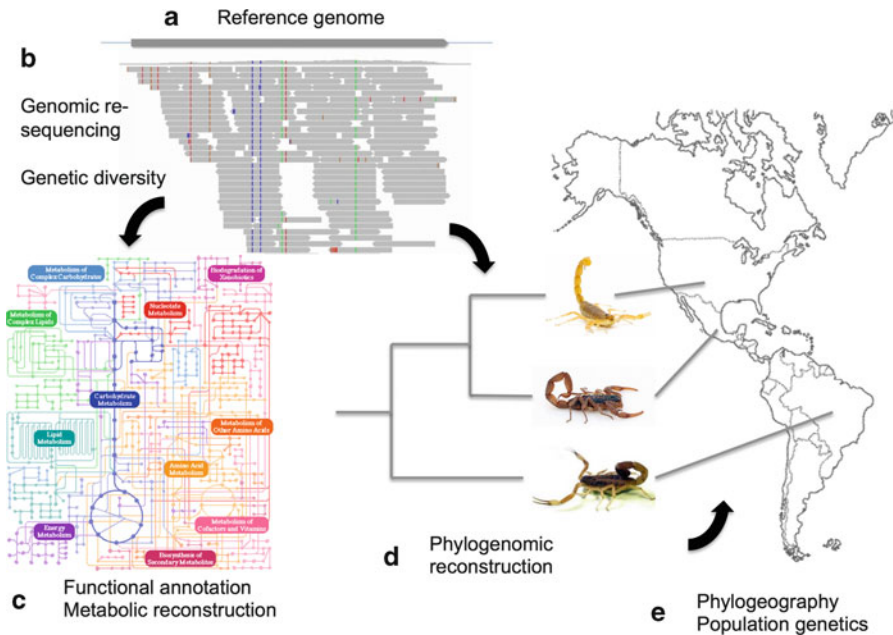 a Reference genome
b
Genomic re-
sequencing
Genetic diversity
Metabolism of
Complex Carbohydrates
Biodegradation of
Xenobiotics
Nucleotide
Metabolism
Metabolism of
Complex Lipids
Carbohydrate
Metabolism
Lipid
Metabolism
Metabolism of
Other Amino Acids
Amino Acid
Metabolism
Energy
Metabolism
Metabolism of
Cofactors and Vitamins
Biosynthesis of
Secondary Metabolites
c Functional annotation
Metabolic reconstruction
d Phylogenomic
reconstruction
e Phylogeography
Population genetics